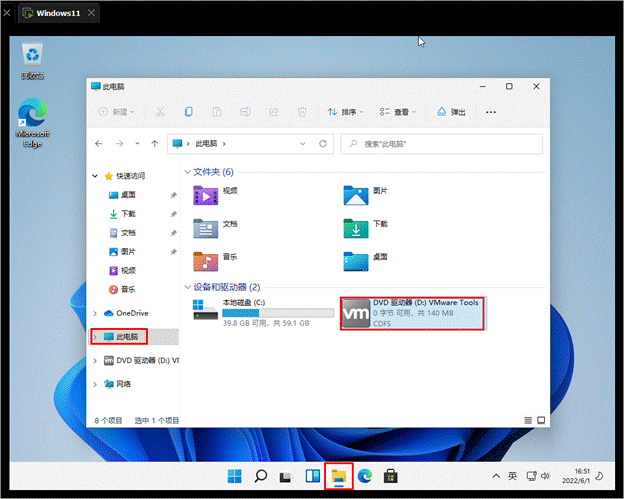 Windows11
回收站
Microsoft
Edge
此电脑
新建
排序
查看
弹出
此电脑
搜索"此电脑"
快速访问
桌面
下载
文档
图片
视频
音乐
OneDrive
此电脑
DVD 驱动器 (D:) VM
网络
文件夹 (6)
视频
图片
文档
下载
音乐
桌面
设备和驱动器 (2)
本地磁盘 (C:)
39.8 GB 可用，共 59.1 GB
DVD 驱动器 (D:) VMware Tools
vm
0 字节 可用，共 140 MB
CDFS
8 个项目
选中 1 个项目
英
16:51
2022/6/1